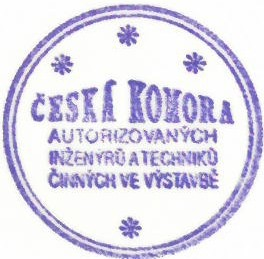 ČESKÁ KOMORA
AUTORIZOVANÝCH
INŽENÝRŮ A TECHNIKŮ
ČINNÝCH VE VÝSTAVBĚ